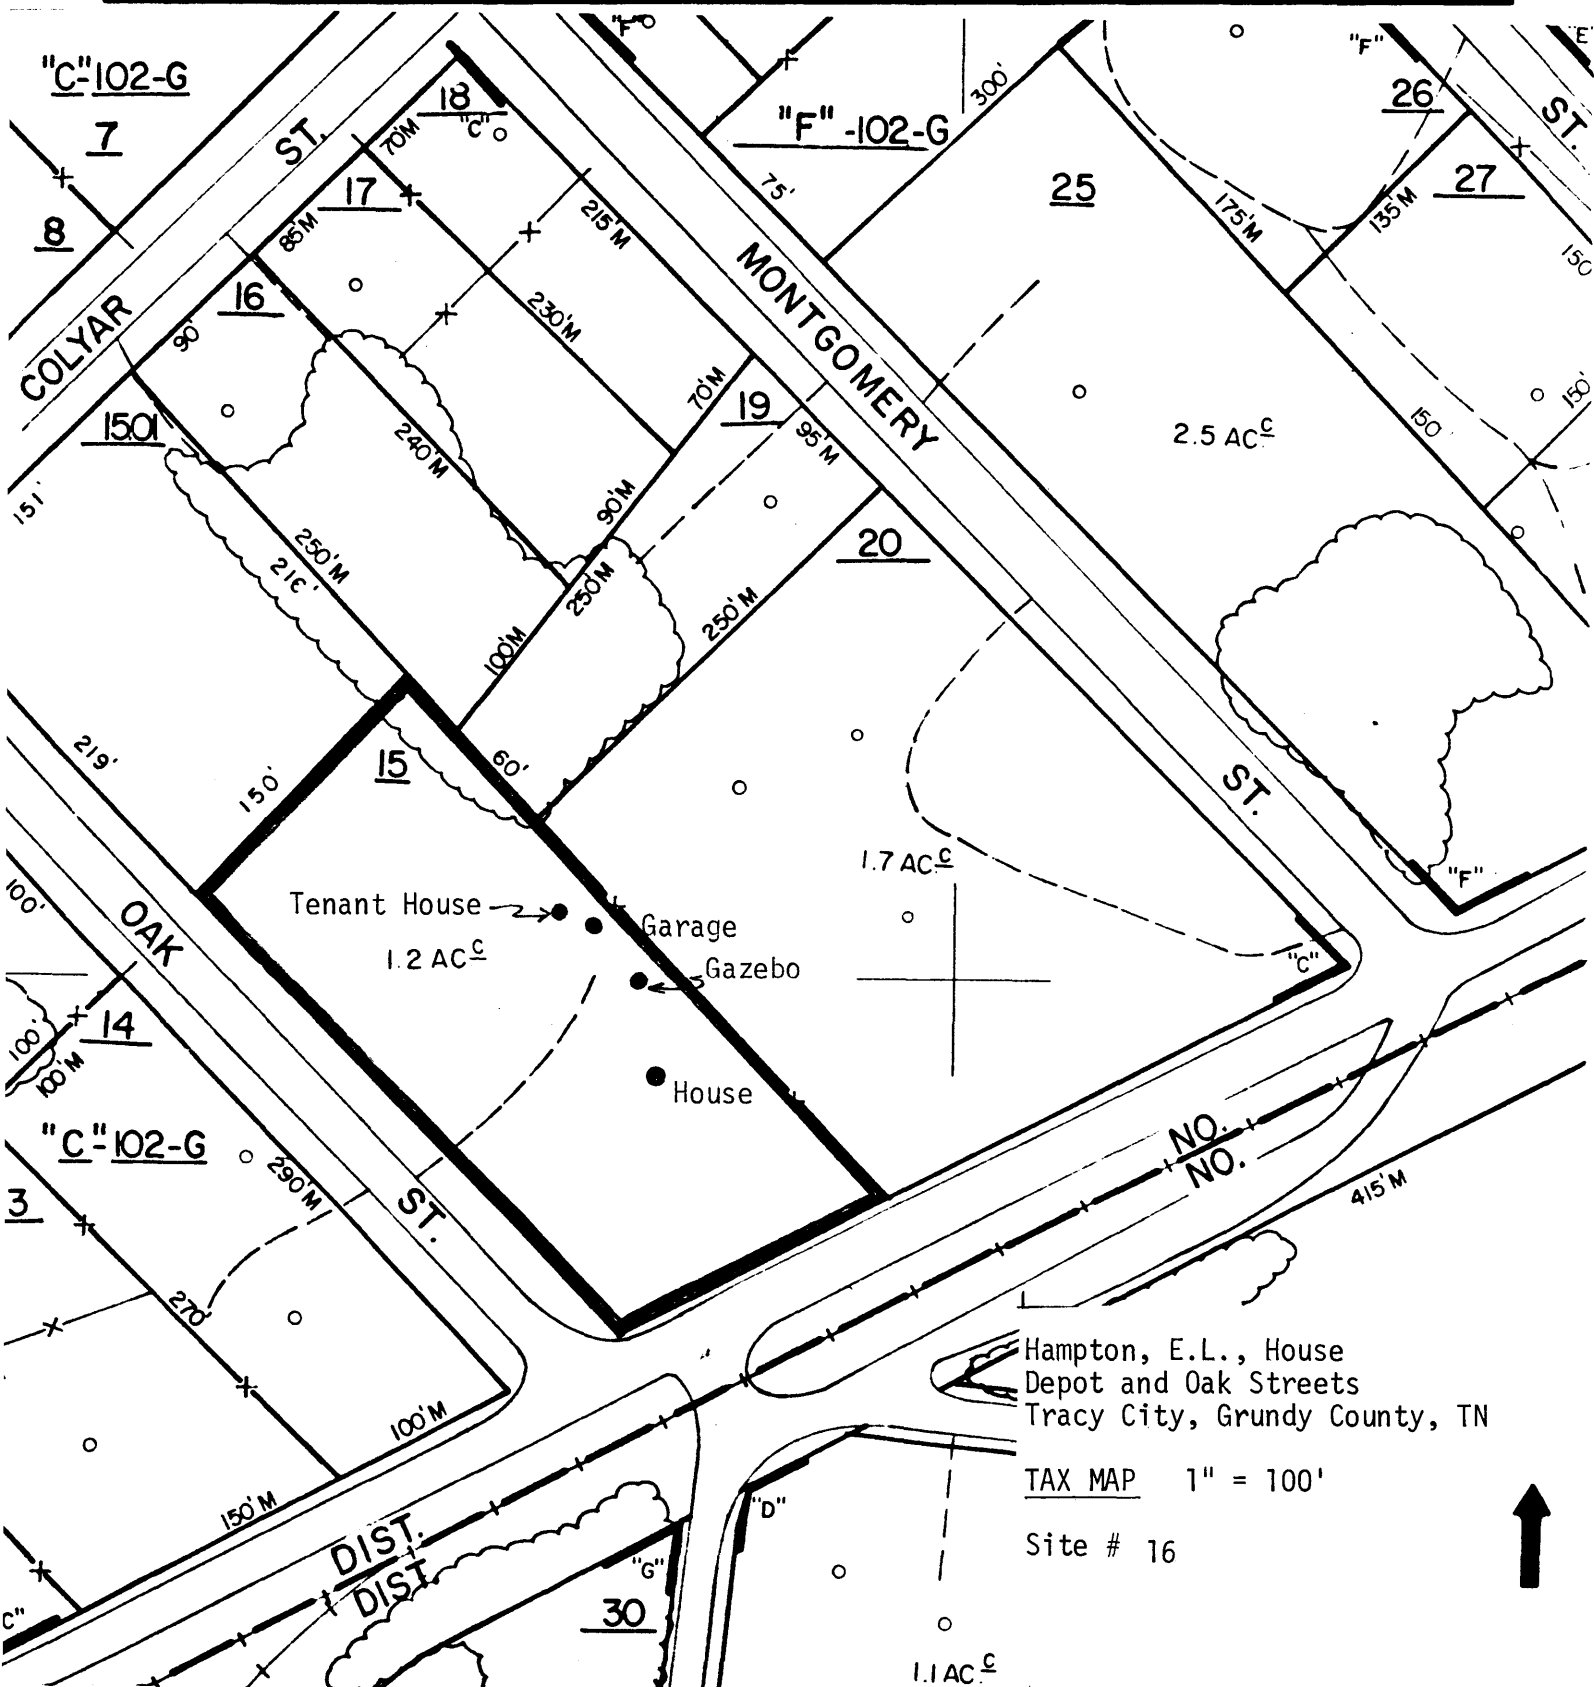 "C"-102-G
7
8
COLYAR
ST.
18
"C"
70'M
17
85'M
16
90'
15.01
151'
215'M
230'M
240'M
250'M
216'
70'M
19
95'M
90'M
250'M
100'M
250'M
20
"F"
"F" -102-G
300'
75'
25
"F"
26
"E"
ST.
27
175'M
135'M
150
150'
150
2.5 AC.C
MONTGOMERY
ST.
219'
150'
15
60'
1.7 AC.C
"F"
"C"
100'
OAK
ST.
Tenant House
Garage
1.2 AC.C
Gazebo
House
14
100'
100'M
"C"-102-G
3
290'M
270'
100'M
150'M
NO.
NO.
415'M
DIST.
DIST.
C"
"G"
30
"D"
1.1 AC.C
Hampton, E.L., House
Depot and Oak Streets
Tracy City, Grundy County, TN
TAX MAP 1" = 100'
Site # 16